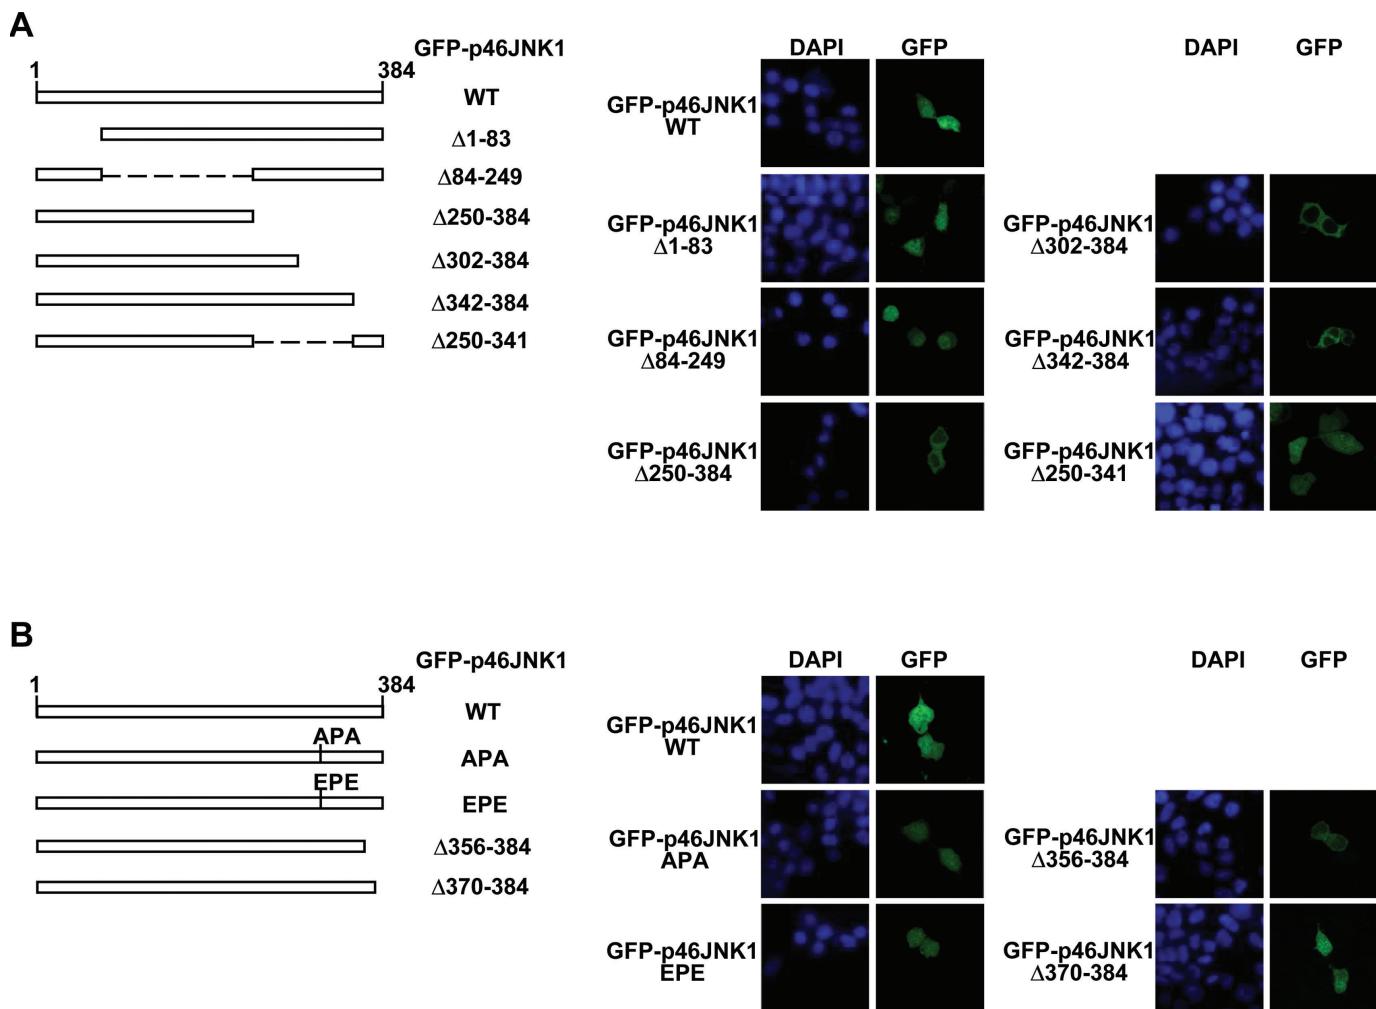 A
GFP-p46JNK1
1
384
WT
Δ1-83
Δ84-249
Δ250-384
Δ302-384
Δ342-384
Δ250-341
DAPI
GFP
GFP-p46JNK1
WT
GFP-p46JNK1
Δ1-83
GFP-p46JNK1
Δ84-249
GFP-p46JNK1
Δ250-384
DAPI
GFP
GFP-p46JNK1
Δ302-384
GFP-p46JNK1
Δ342-384
GFP-p46JNK1
Δ250-341
B
GFP-p46JNK1
1
384
WT
APA
APA
EPE
EPE
Δ356-384
Δ370-384
DAPI
GFP
GFP-p46JNK1
WT
GFP-p46JNK1
APA
GFP-p46JNK1
EPE
DAPI
GFP
GFP-p46JNK1
Δ356-384
GFP-p46JNK1
Δ370-384